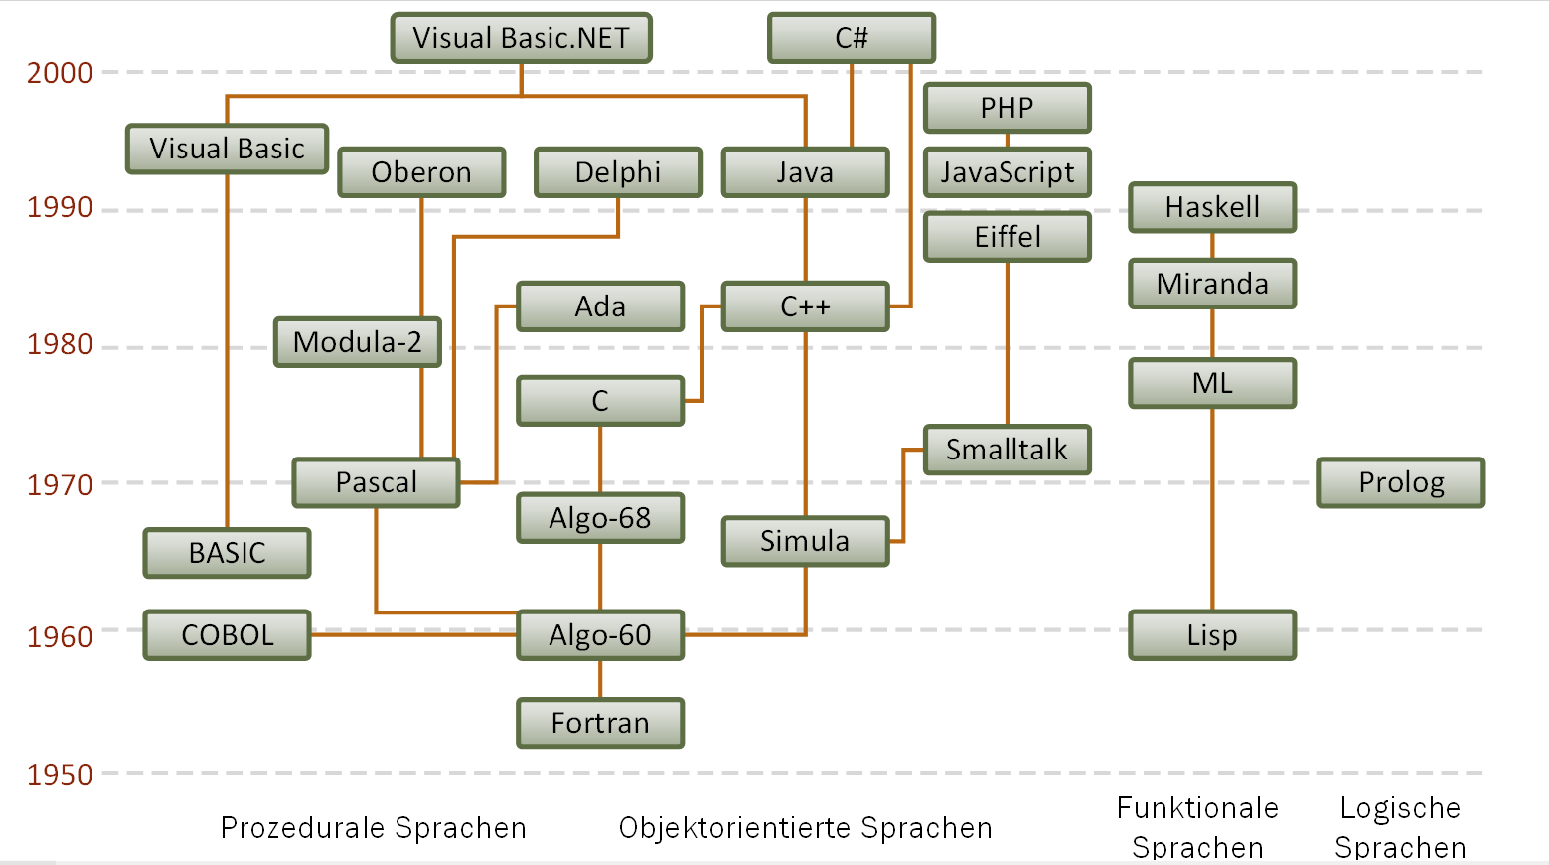 Visual Basic.NET
C#
2000
PHP
Visual Basic
Oberon
Delphi
Java
JavaScript
1990
Haskell
Eiffel
Miranda
Ada
C++
1980
Modula-2
ML
C
Smalltalk
1970
Pascal
Prolog
Algo-68
Simula
BASIC
1960
COBOL
Algo-60
Lisp
Fortran
1950
Prozedurale Sprachen
Objektorientierte Sprachen
Funktionale
Sprachen
Logische
Sprachen